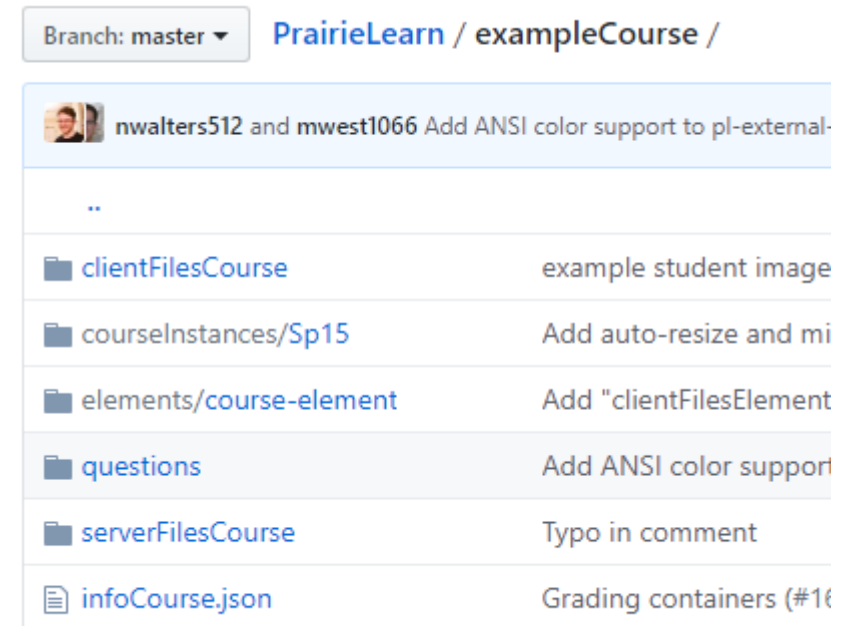 Branch: master PrairieLearn / exampleCourse /
nwalters512 and mwest1066 Add ANSI color support to pl-external-
..
clientFilesCourse example student image
courseInstances/Sp15 Add auto-resize and mi
elements/course-element Add "clientFilesElement
questions Add ANSI color support
serverFilesCourse Typo in comment
infoCourse.json Grading containers (#16